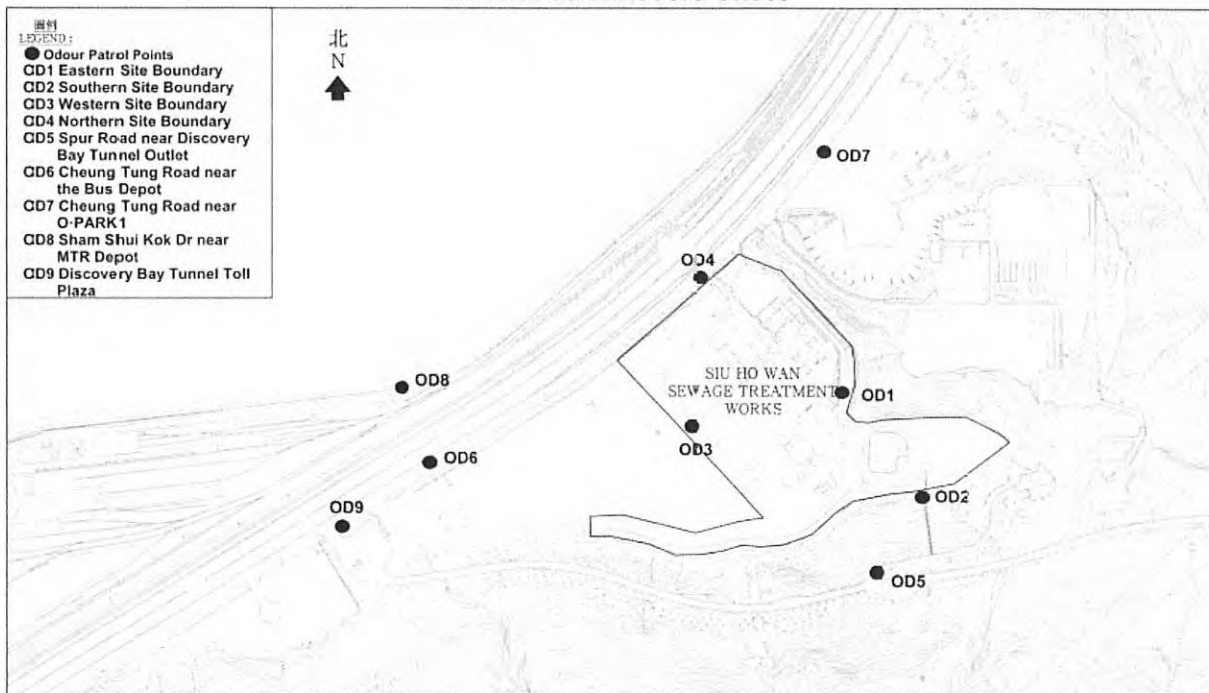 圖例
LEGEND:
Odour Patrol Points
OD1 Eastern Site Boundary
OD2 Southern Site Boundary
OD3 Western Site Boundary
OD4 Northern Site Boundary
OD5 Spur Road near Discovery
Bay Tunnel Outlet
OD6 Cheung Tung Road near
the Bus Depot
OD7 Cheung Tung Road near
O·PARK1
OD8 Sham Shui Kok Dr near
MTR Depot
OD9 Discovery Bay Tunnel Toll
Plaza
北
N
OD7
OD4
OD8
SIU HO WAN
SEWAGE TREATMENT
WORKS
OD1
OD3
OD6
OD2
OD9
OD5